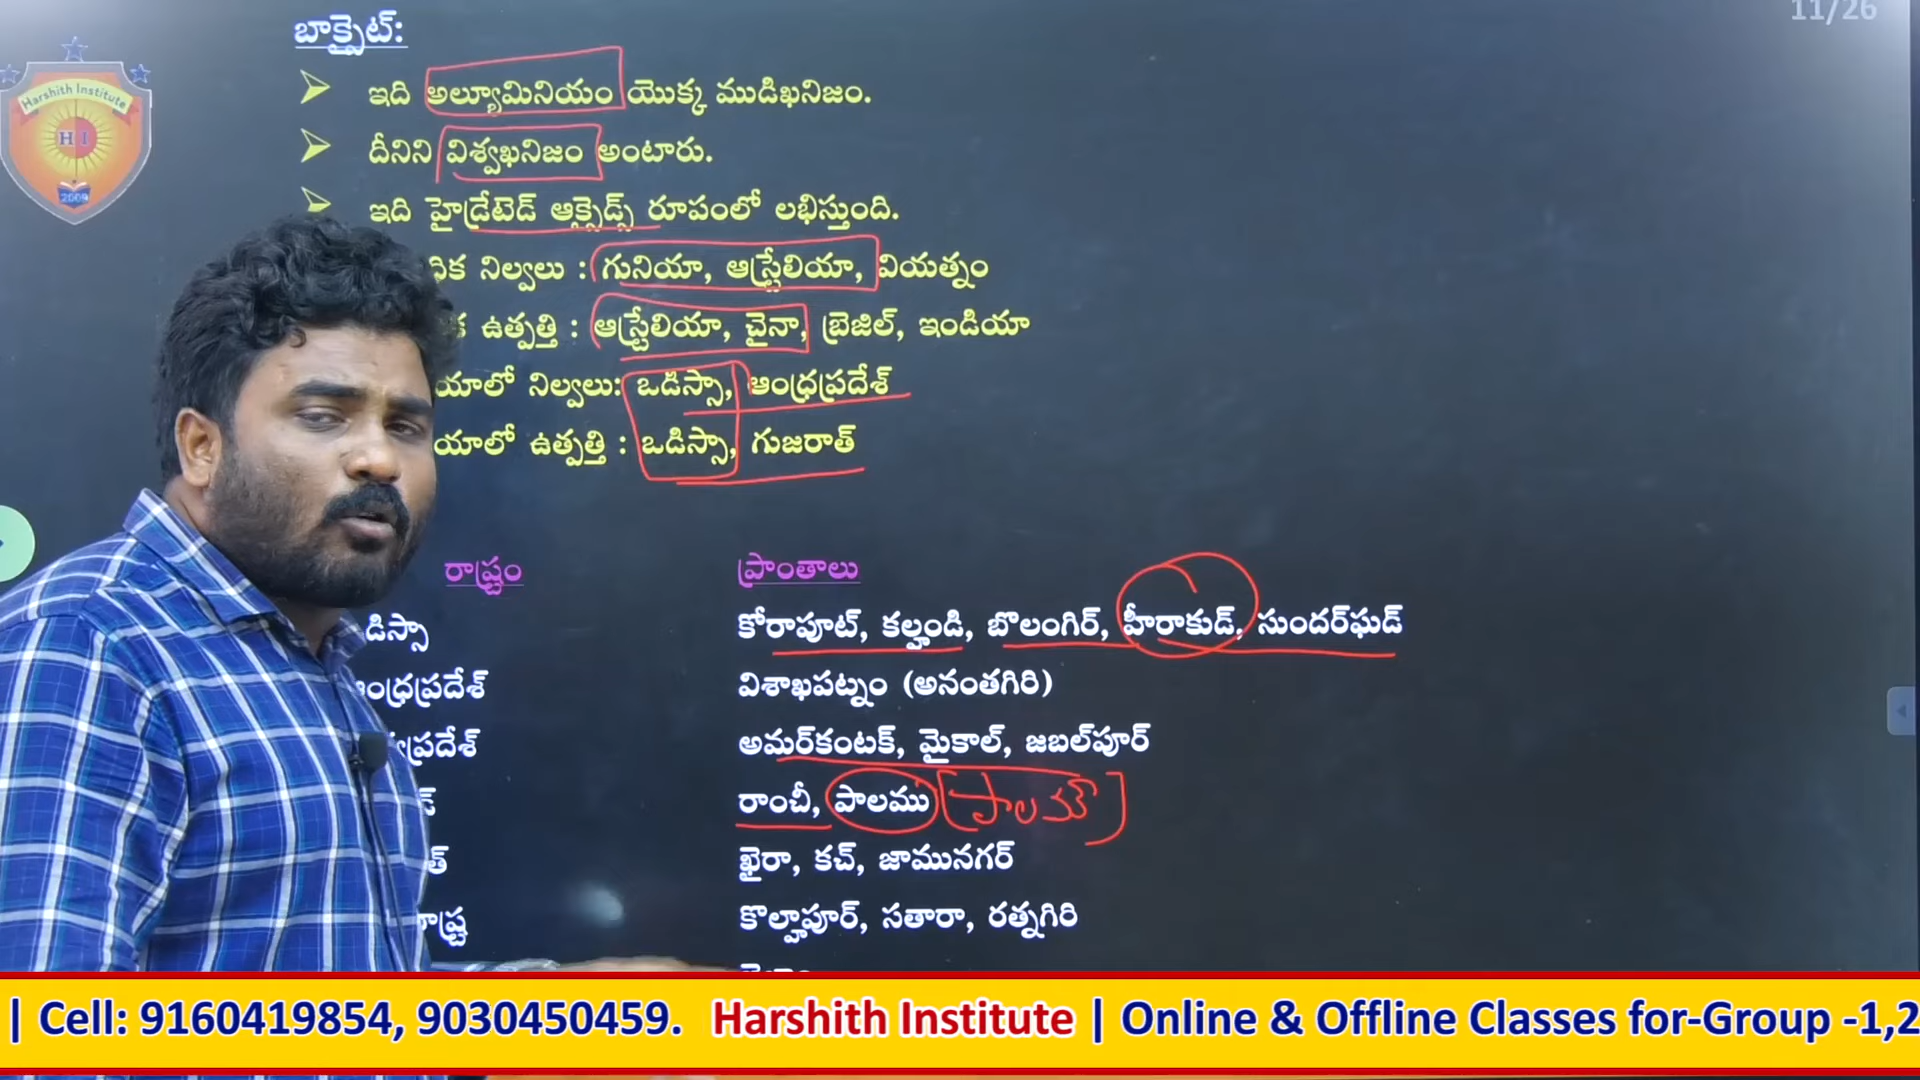 11/26
బాక్సైట్:
Harshith Institute
H I
2009
ఇది అల్యూమినియం యొక్క ముడిఖనిజం.
దీనిని విశ్వఖనిజం అంటారు.
ఇది హైడ్రేటెడ్ ఆక్సైడ్స్ రూపంలో లభిస్తుంది.
నిల్వలు : గునియా, ఆస్ట్రేలియా, వియత్నం
ఉత్పత్తి : ఆస్ట్రేలియా, చైనా, బ్రెజిల్, ఇండియా
యాలో నిల్వలు: ఒడిస్సా, ఆంధ్రప్రదేశ్
యాలో ఉత్పత్తి : ఒడిస్సా, గుజరాత్
రాష్ట్రం ప్రాంతాలు
డిస్సా కోరాపూట్, కల్హండి, బొలంగిర్, హీరాకుడ్, సుందర్‌ఘడ్
ఆంధ్రప్రదేశ్ విశాఖపట్నం (అనంతగిరి)
ప్రదేశ్ అమర్‌కంటక్, మైకాల్, జబల్‌పూర్
రాంచీ, పాలము [పాలమౌ]
ఖైరా, కచ్, జామునగర్
కొల్హాపూర్, సతారా, రత్నగిరి
| Cell: 9160419854, 9030450459. Harshith Institute | Online & Offline Classes for-Group -1,2